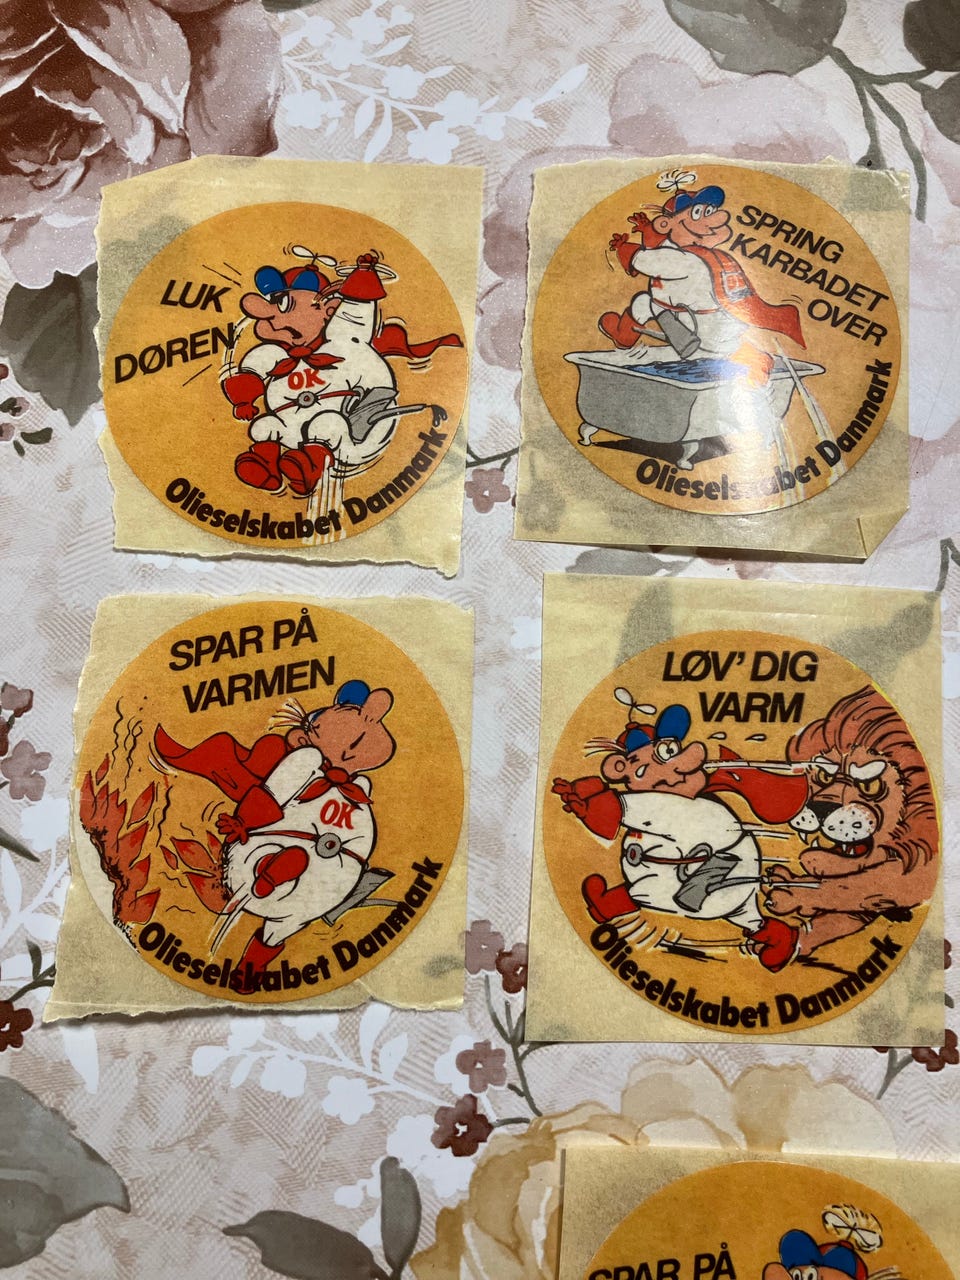 LUK
DØREN
OK
Olieselskabet Danmark
SPRING
KARBADET
OVER
Olieselskabet Danmark
SPAR PÅ
VARMEN
OK
Olieselskabet Danmark
LØV' DIG
VARM
Olieselskabet Danmark
SPAR PÅ